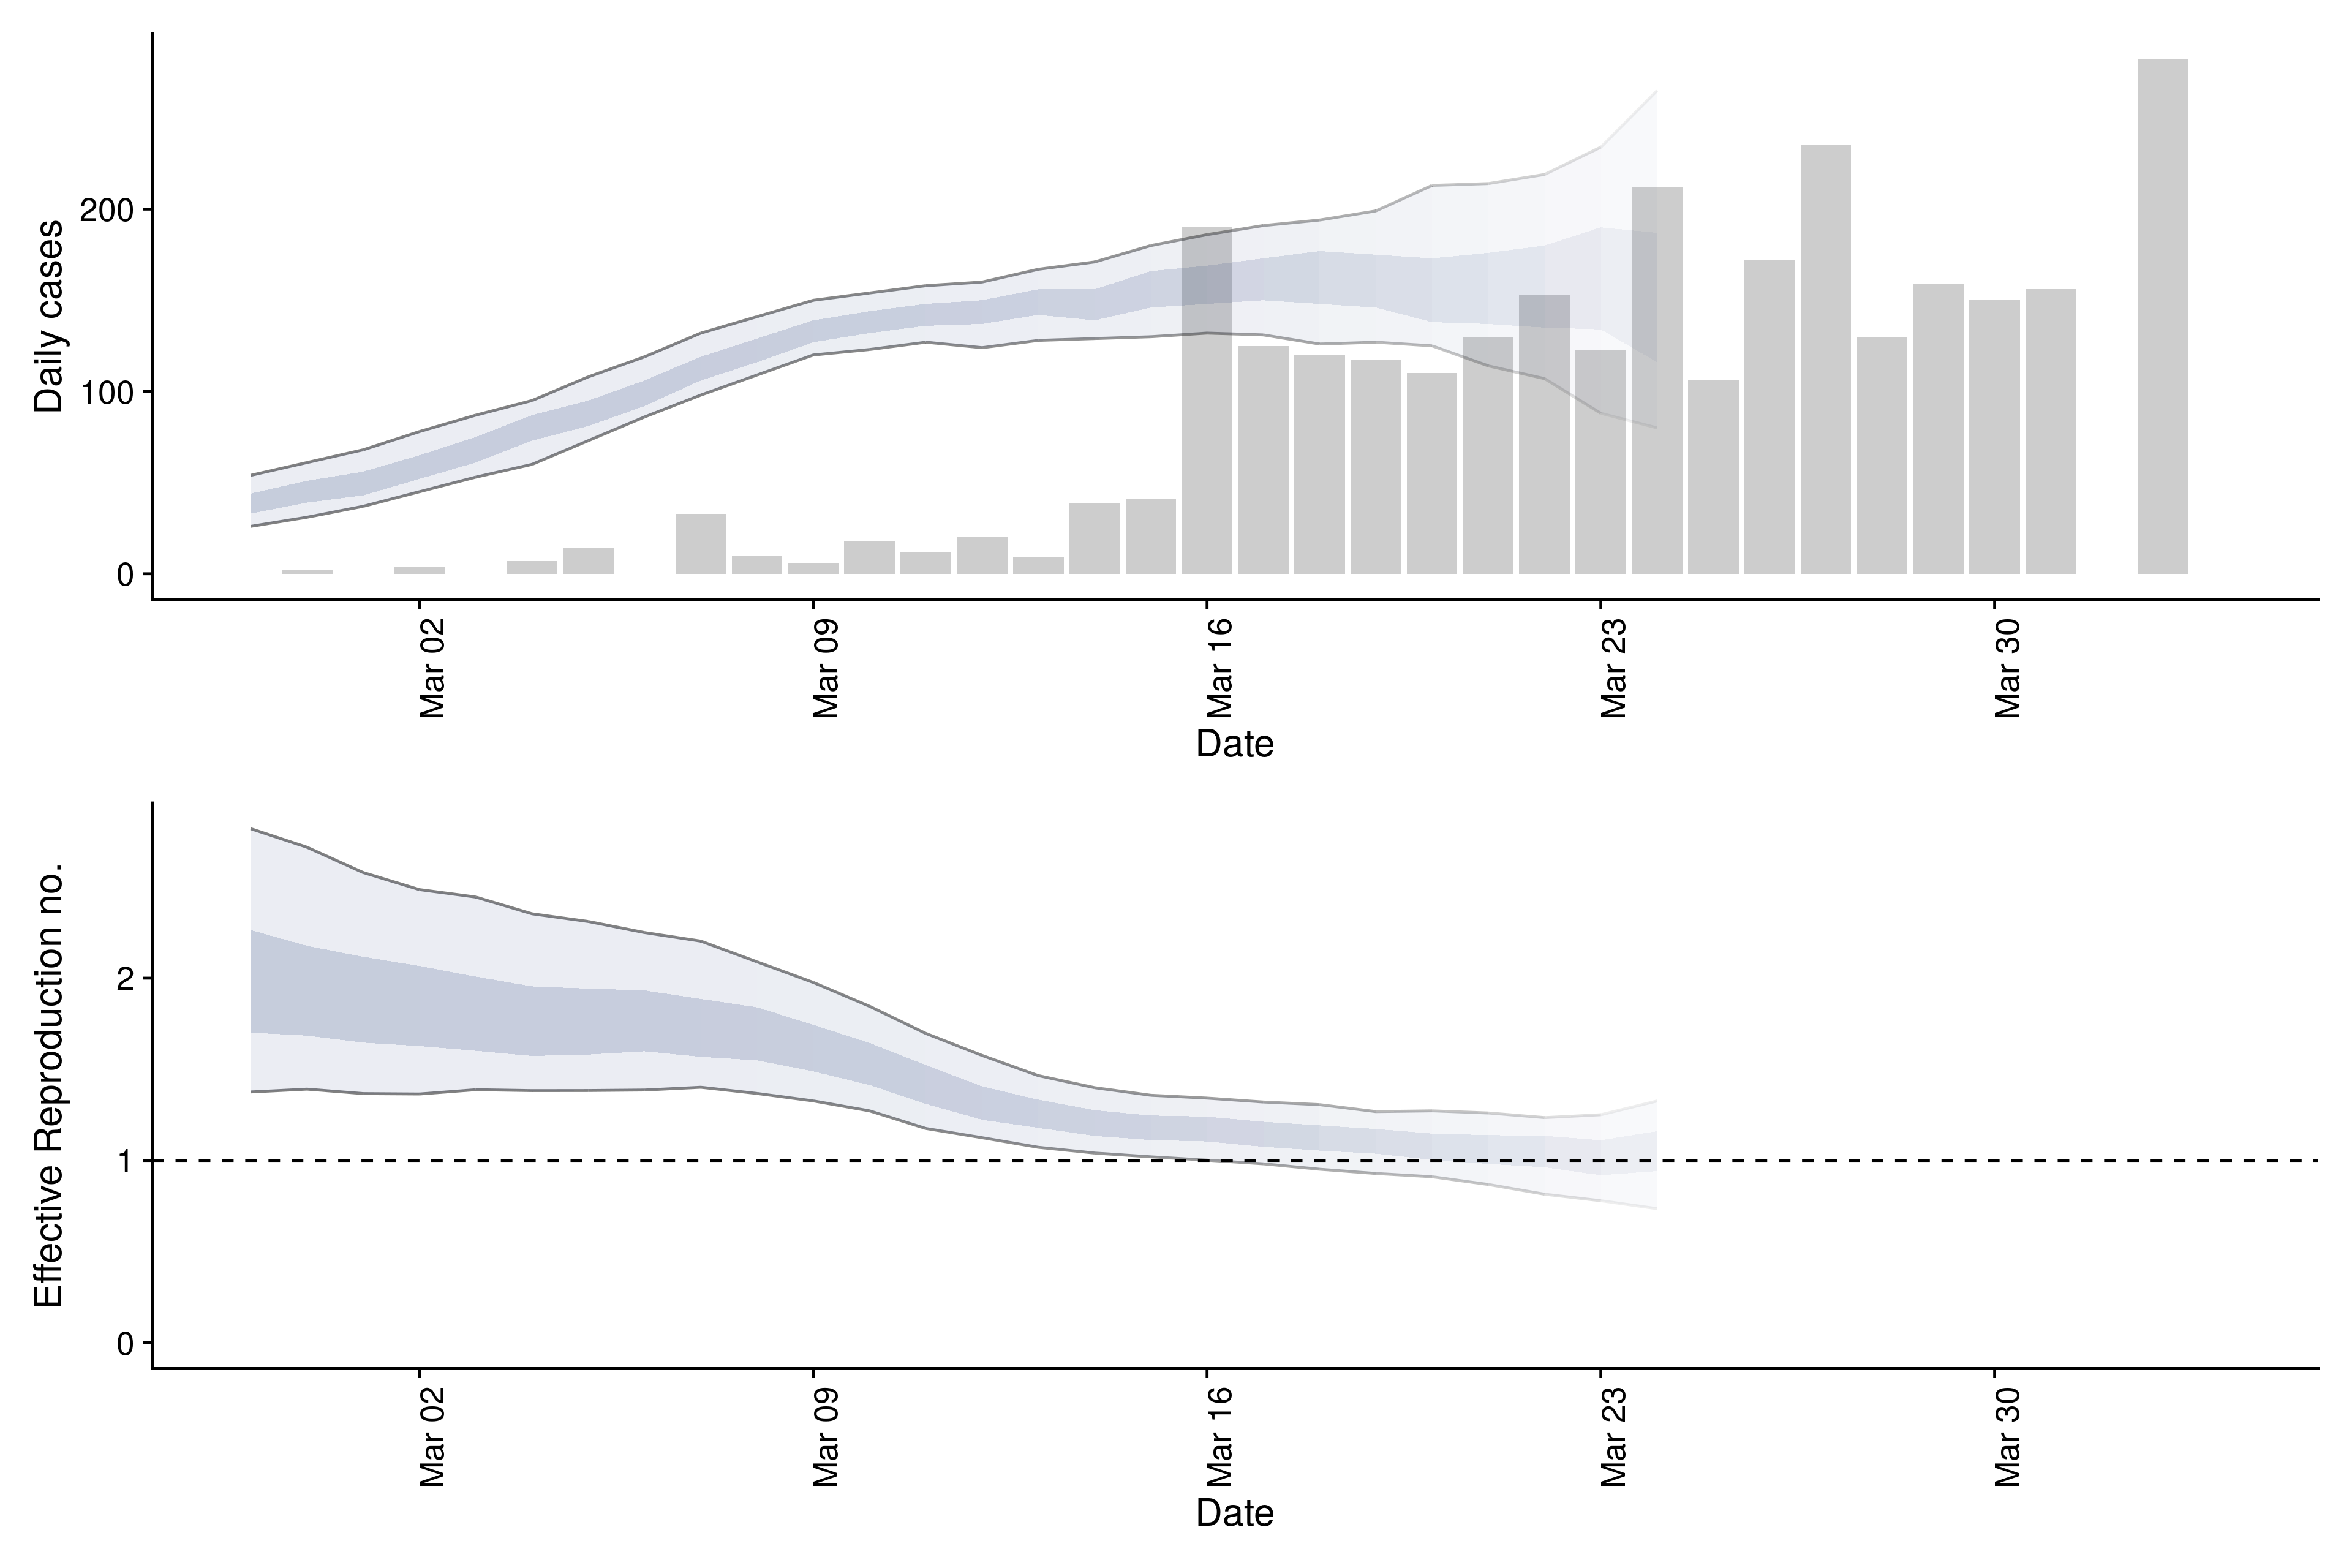 Daily cases
200
100
0
Mar 02
Mar 09
Mar 16
Mar 23
Mar 30
Date
Effective Reproduction no.
2
1
0
Mar 02
Mar 09
Mar 16
Mar 23
Mar 30
Date